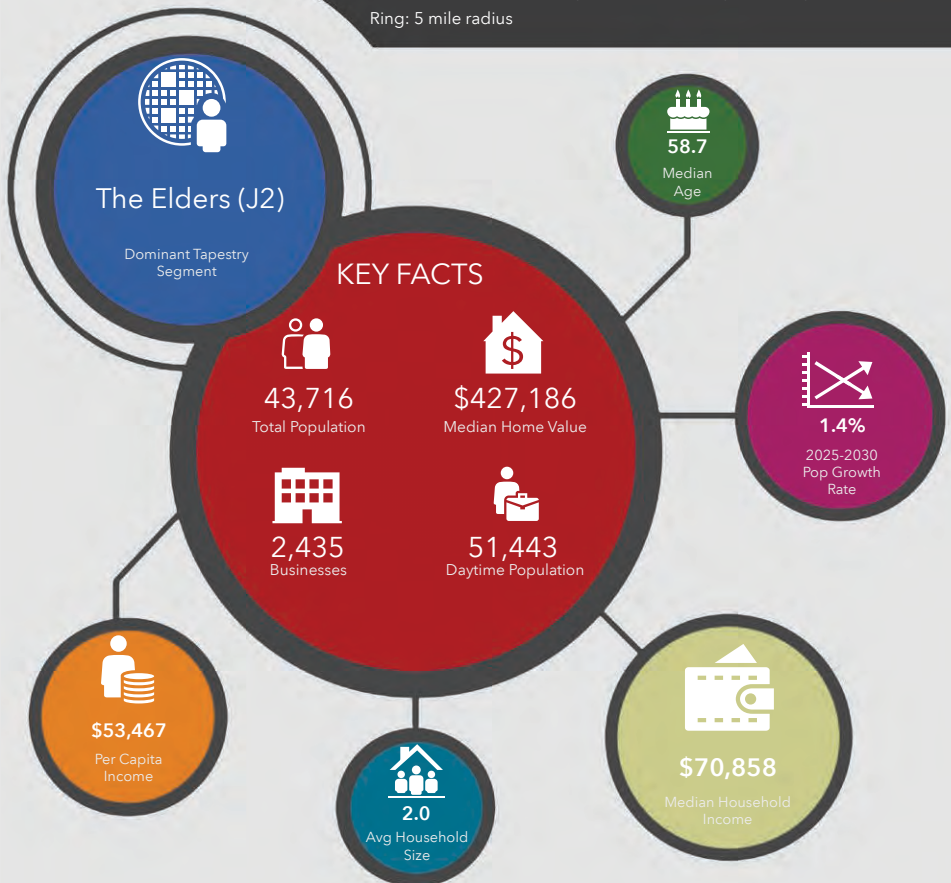 Ring: 5 mile radius
The Elders (J2)
Dominant Tapestry
Segment
KEY FACTS
43,716
Total Population
$427,186
Median Home Value
2,435
Businesses
51,443
Daytime Population
58.7
Median
Age
1.4%
2025-2030
Pop Growth
Rate
$53,467
Per Capita
Income
2.0
Avg Household
Size
$70,858
Median Household
Income